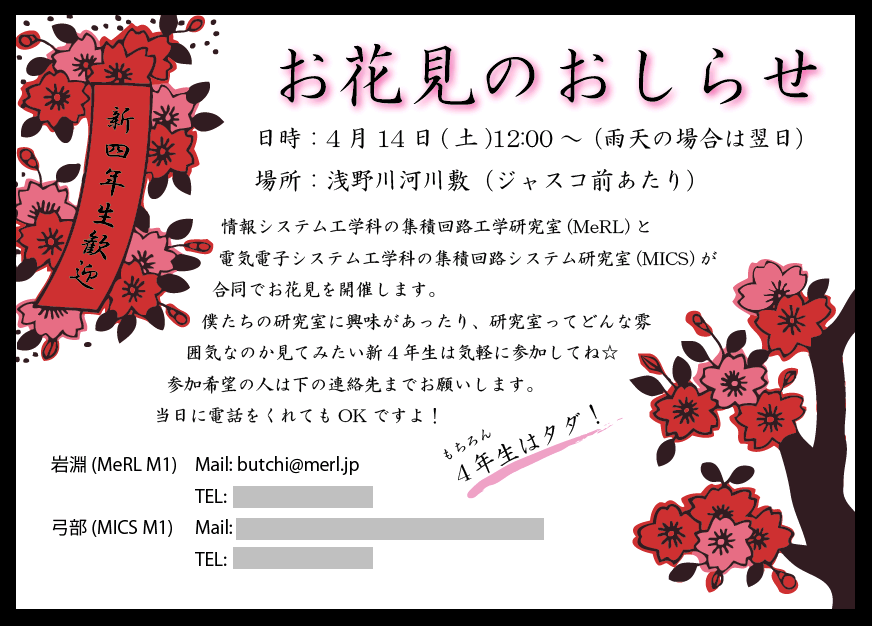 新四年生歓迎
お花見のおしらせ
日時：4月14日(土)12:00～（雨天の場合は翌日）
場所：浅野川河川敷（ジャスコ前あたり）
情報システム工学科の集積回路工学研究室(MeRL)と
電気電子システム工学科の集積回路システム研究室(MICS)が
合同でお花見を開催します。
僕たちの研究室に興味があったり、研究室ってどんな雰
囲気なのか見てみたい新4年生は気軽に参加してね☆
参加希望の人は下の連絡先までお願いします。
当日に電話をくれてもOKですよ！
もちろん
4年生はタダ！
岩淵(MeRL M1) Mail: butchi@merl.jp
TEL:
弓部(MICS M1) Mail:
TEL: